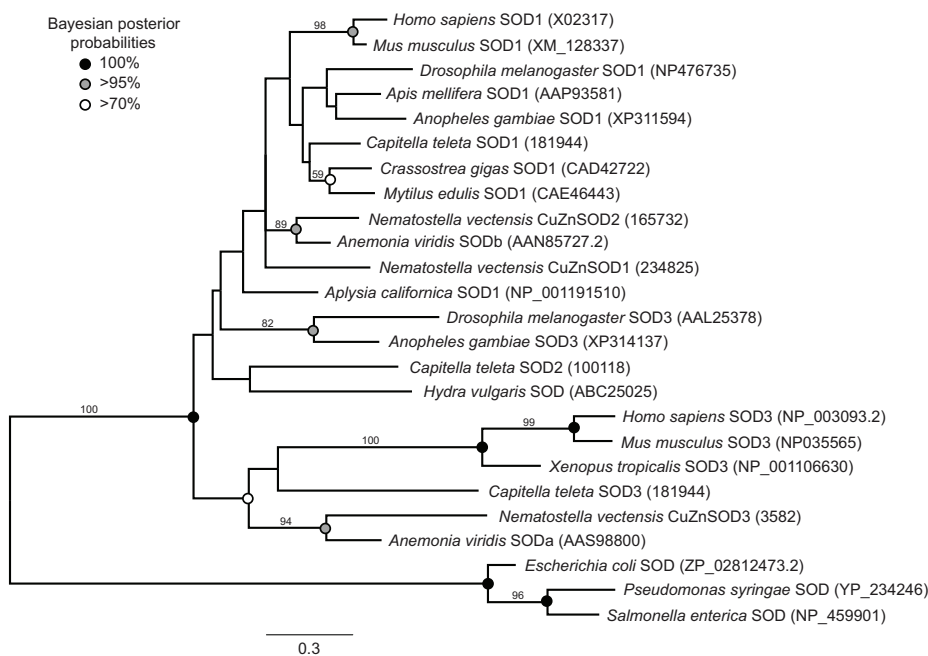 Bayesian posterior
probabilities
100%
>95%
>70%
98
Homo sapiens SOD1 (X02317)
Mus musculus SOD1 (XM_128337)
Drosophila melanogaster SOD1 (NP476735)
Apis mellifera SOD1 (AAP93581)
Anopheles gambiae SOD1 (XP311594)
Capitella teleta SOD1 (181944)
59
Crassostrea gigas SOD1 (CAD42722)
Mytilus edulis SOD1 (CAE46443)
89
Nematostella vectensis CuZnSOD2 (165732)
Anemonia viridis SODb (AAN85727.2)
Nematostella vectensis CuZnSOD1 (234825)
Aplysia californica SOD1 (NP_001191510)
82
Drosophila melanogaster SOD3 (AAL25378)
Anopheles gambiae SOD3 (XP314137)
Capitella teleta SOD2 (100118)
Hydra vulgaris SOD (ABC25025)
100
99
Homo sapiens SOD3 (NP_003093.2)
Mus musculus SOD3 (NP035565)
100
Xenopus tropicalis SOD3 (NP_001106630)
Capitella teleta SOD3 (181944)
94
Nematostella vectensis CuZnSOD3 (3582)
Anemonia viridis SODa (AAS98800)
Escherichia coli SOD (ZP_02812473.2)
96
Pseudomonas syringae SOD (YP_234246)
Salmonella enterica SOD (NP_459901)
0.3